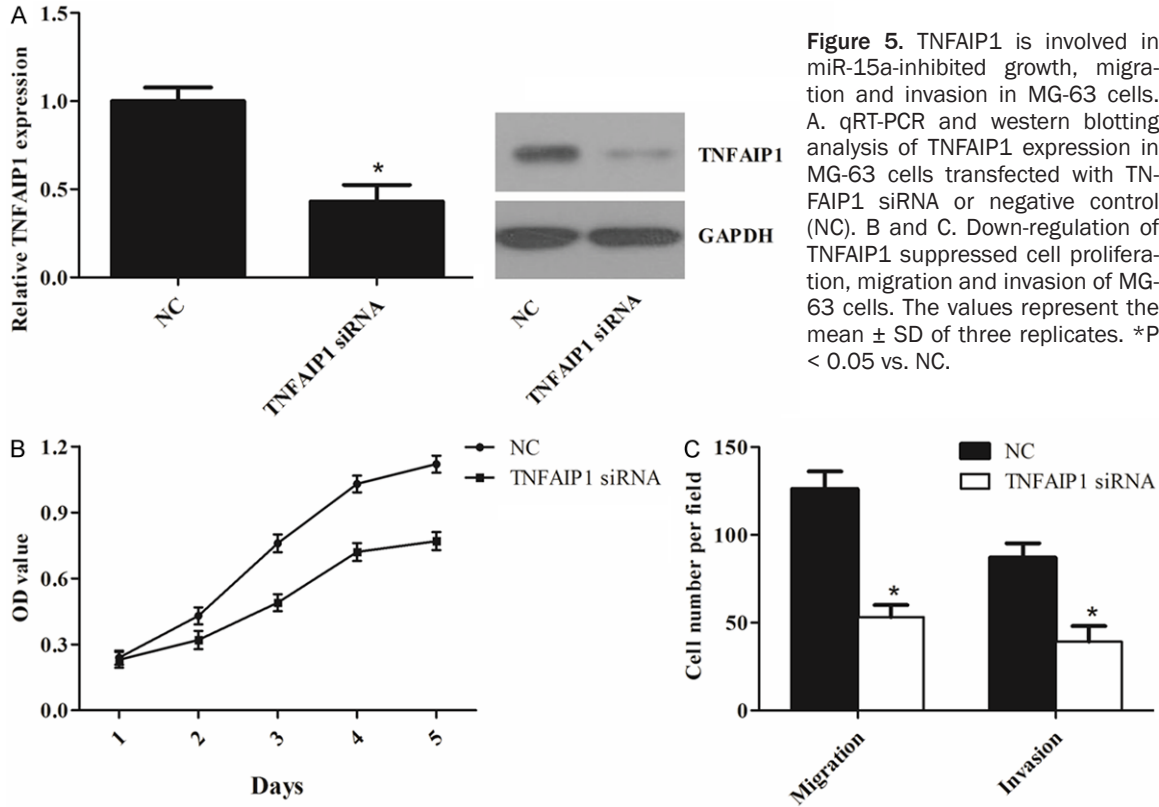 A
1.5
1.0
0.5
0.0
Relative TNFAIP1 expression
*
NC
TNFAIP1 siRNA
TNFAIP1
GAPDH
NC
TNFAIP1 siRNA
Figure 5. TNFAIP1 is involved in
miR-15a-inhibited growth, migra-
tion and invasion in MG-63 cells.
A. qRT-PCR and western blotting
analysis of TNFAIP1 expression in
MG-63 cells transfected with TN-
FAIP1 siRNA or negative control
(NC). B and C. Down-regulation of
TNFAIP1 suppressed cell prolifera-
tion, migration and invasion of MG-
63 cells. The values represent the
mean ± SD of three replicates. *P
< 0.05 vs. NC.
B
1.2
0.9
0.6
0.3
0.0
OD value
NC
TNFAIP1 siRNA
1 2 3 4 5
Days
C
150
100
50
0
Cell number per field
NC
TNFAIP1 siRNA
*
*
Migration
Invasion